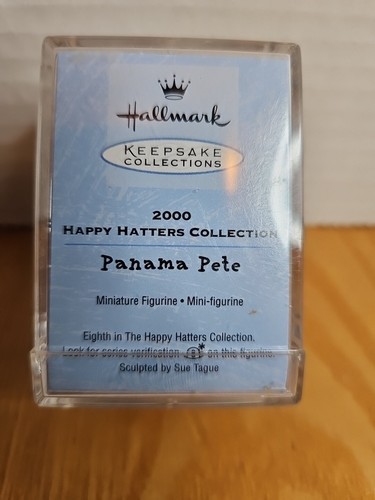 Hallmark
KEEPSAKE
COLLECTIONS
2000
HAPPY HATTERS COLLECTION
Panama Pete
Miniature Figurine • Mini-figurine
Eighth in The Happy Hatters Collection.
Look for series verification 8* on this figurine.
Sculpted by Sue Tague